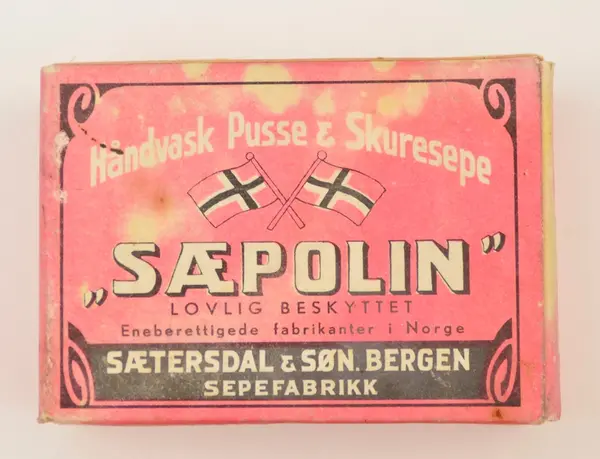 Håndvask Pusse & Skuresepe
„SÆPOLIN”
LOVLIG BESKYTTET
Eneberettigede fabrikanter i Norge
SÆTERSDAL & SØN. BERGEN
SEPEFABRIKK